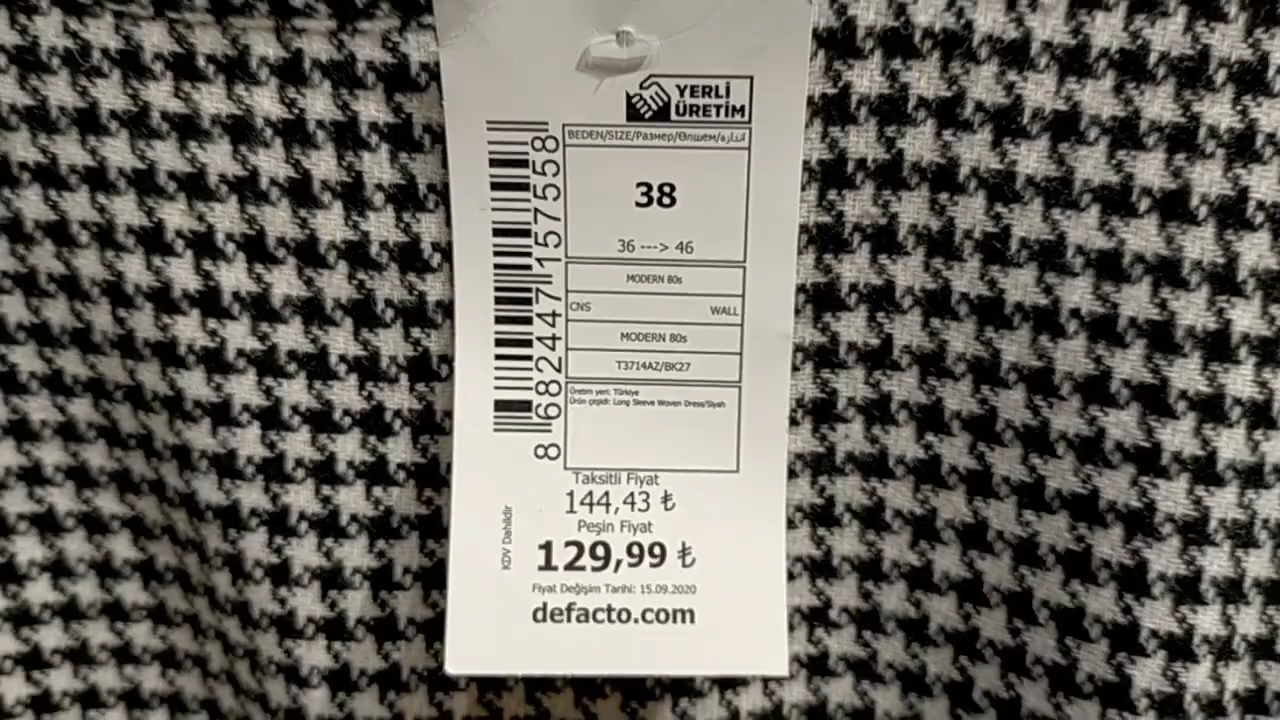 YERLİ
ÜRETİM
BEDEN/SIZE/Размер/Өлшем/اندازه
38
36 ---> 46
MODERN 80s
CNS WALL
MODERN 80s
T3714AZ/BK27
Üretim yeri: Türkiye
Ürün çeşidi: Long Sleeve Woven Dress/Siyah
8 682447 157558
Taksitli Fiyat
144,43 ₺
Peşin Fiyat
129,99 ₺
KDV Dahildir
Fiyat Değişim Tarihi: 15.09.2020
defacto.com